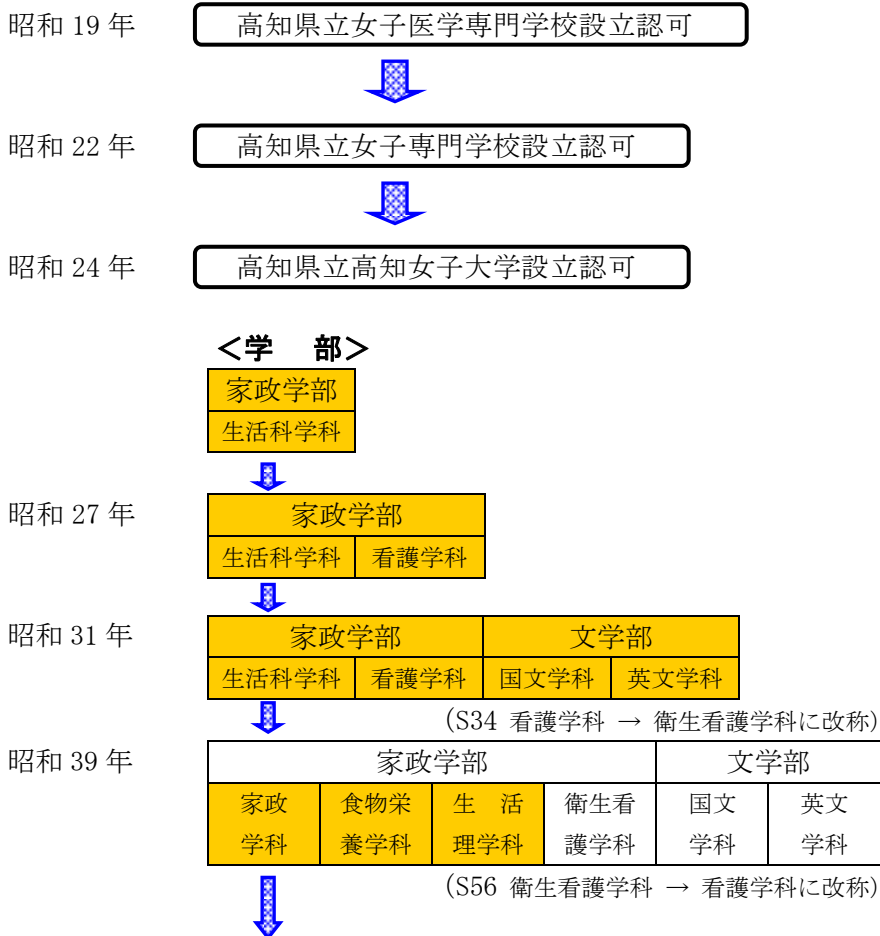 昭和 19 年 高知県立女子医学専門学校設立認可
昭和 22 年 高知県立女子専門学校設立認可
昭和 24 年 高知県立高知女子大学設立認可
＜学 部＞
家政学部
生活科学科
昭和 27 年 家政学部
生活科学科 看護学科
昭和 31 年 家政学部 文学部
生活科学科 看護学科 国文学科 英文学科
(S34 看護学科 → 衛生看護学科に改称)
昭和 39 年 家政学部 文学部
家政 食物栄 生 活 衛生看 国文 英文
学科 養学科 理学科 護学科 学科 学科
(S56 衛生看護学科 → 看護学科に改称)